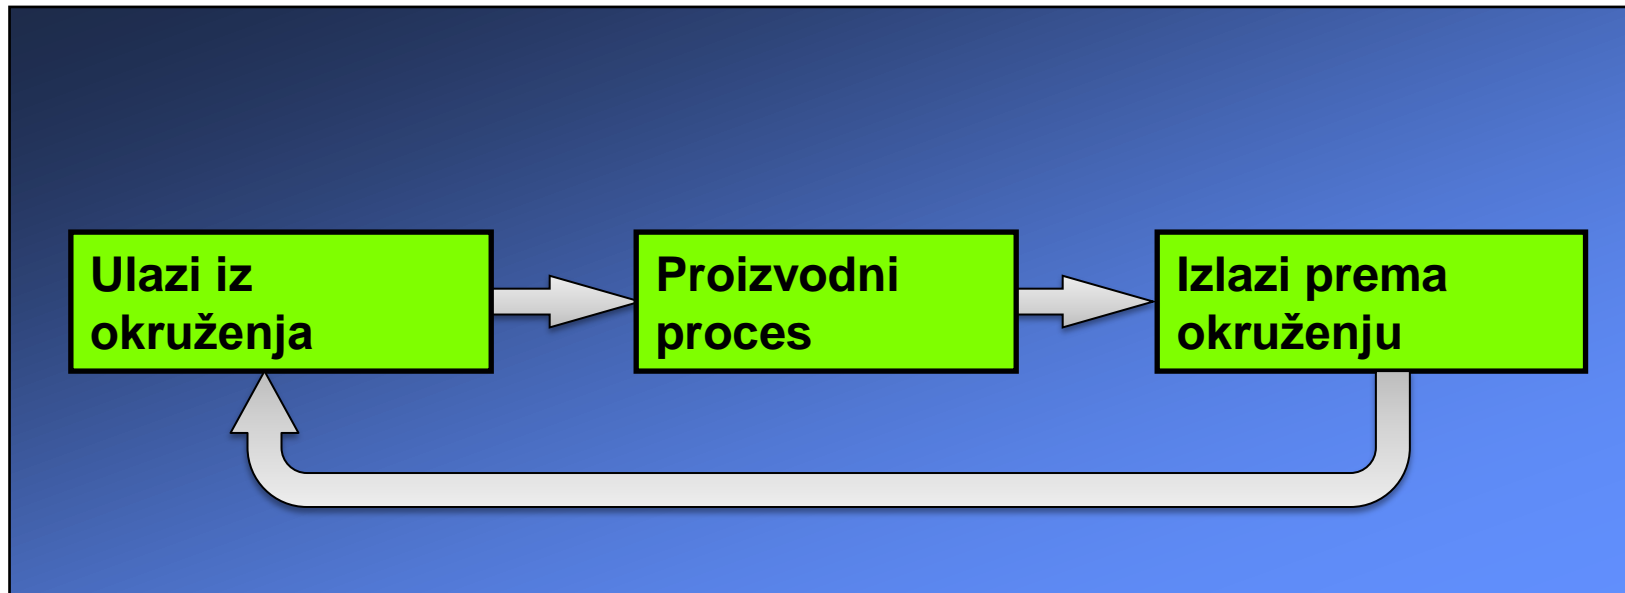 Ulazi iz
okruženja
Proizvodni
proces
Izlazi prema
okruženju